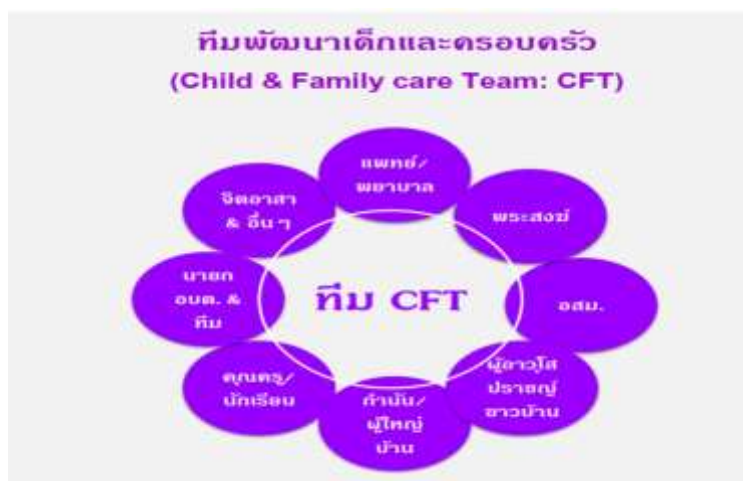 ทีมพัฒนาเด็กและครอบครัว
(Child & Family care Team: CFT)
แพทย์/
พยาบาล
พระสงฆ์
อสม.
ผู้อาวุโส
ปราชญ์
ชาวบ้าน
กำนัน/
ผู้ใหญ่
บ้าน
คุณครู/
นักเรียน
นายก
อบต. &
ทีม
จิตอาสา
& อื่น ๆ
ทีม CFT